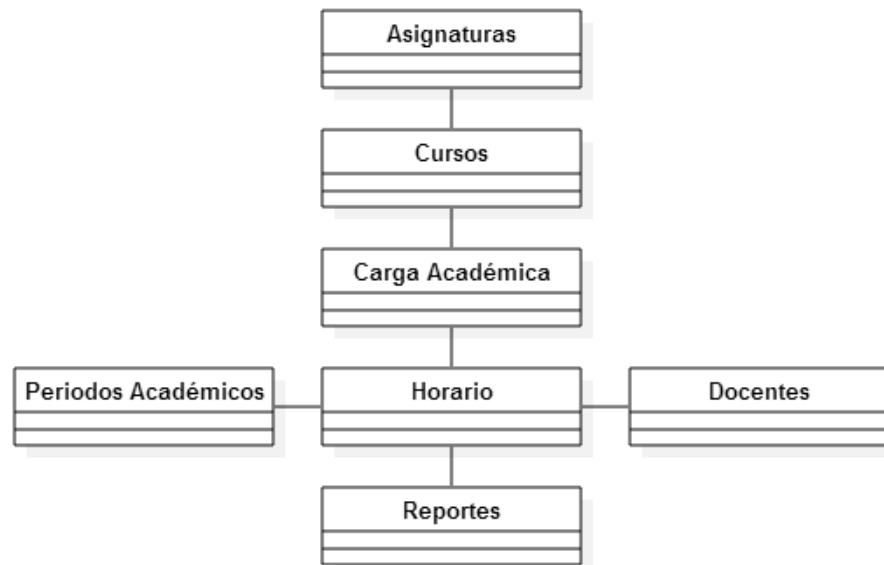 Asignaturas
Cursos
Carga Académica
Periodos Académicos
Horario
Docentes
Reportes